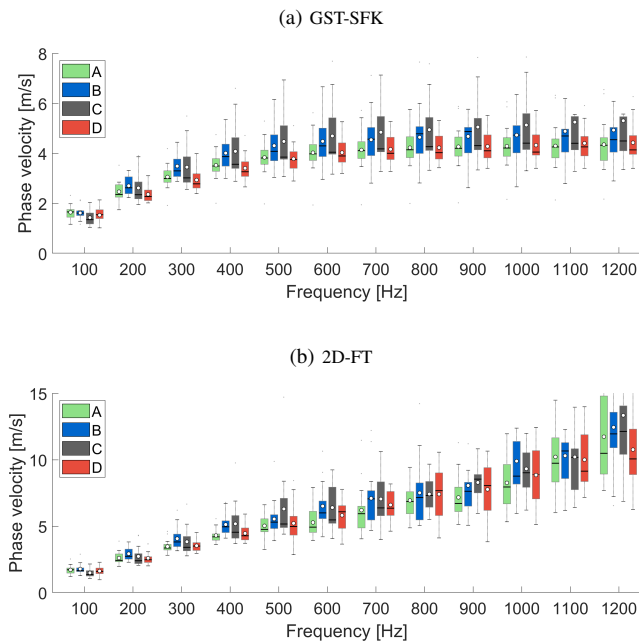 (a) GST-SFK
8
6
4
2
0
Phase velocity [m/s]
A
B
C
D
100 200 300 400 500 600 700 800 900 1000 1100 1200
Frequency [Hz]
(b) 2D-FT
15
10
5
0
Phase velocity [m/s]
A
B
C
D
100 200 300 400 500 600 700 800 900 1000 1100 1200
Frequency [Hz]